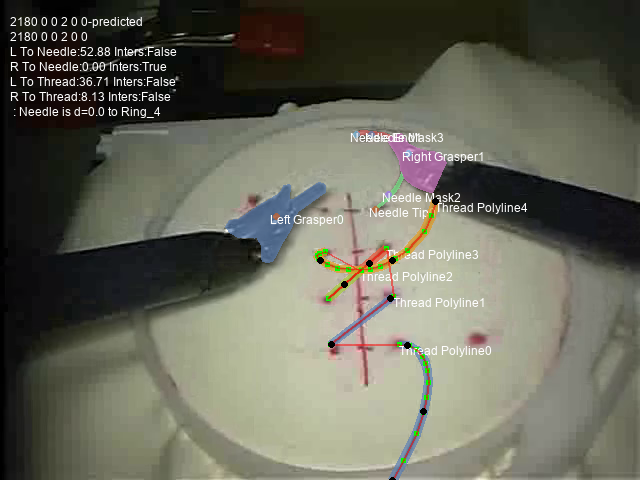 2180 0 0 2 0 0-predicted
2180 0 0 2 0 0
L To Needle:52.88 Inters:False
R To Needle:0.00 Inters:True
L To Thread:36.71 Inters:False
R To Thread:8.13 Inters:False
: Needle is d=0.0 to Ring_4
Mask3
Right Grasper1
Needle Mask2
Needle Tip
Thread Polyline4
Left Grasper0
Thread Polyline3
Thread Polyline2
Thread Polyline1
Thread Polyline0